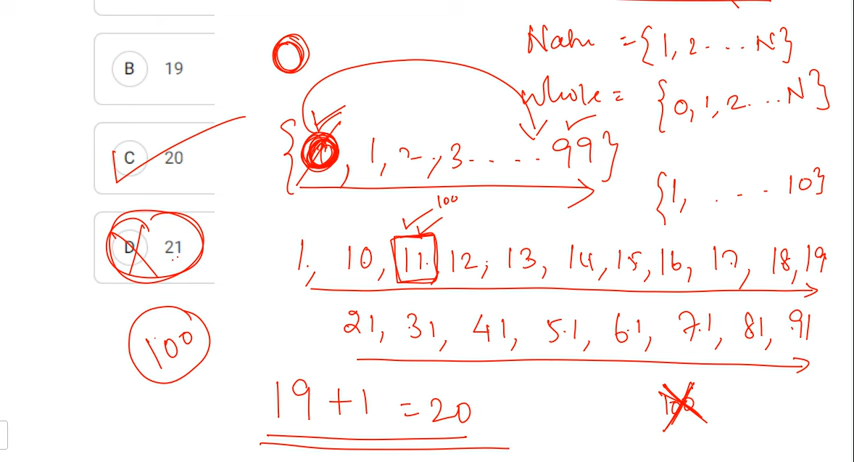 B 19
C 20
D 21
100
Natu = {1, 2 ... N}
Whole = {0, 1, 2 ... N}
{ , 1, 2, 3 ..... 99}
{1, .... 10}
100
1, 10, 11. 12, 13, 14, 15, 16, 17, 18, 19
21, 31, 41, 51, 61, 71, 81, 91
19 + 1 = 20
100